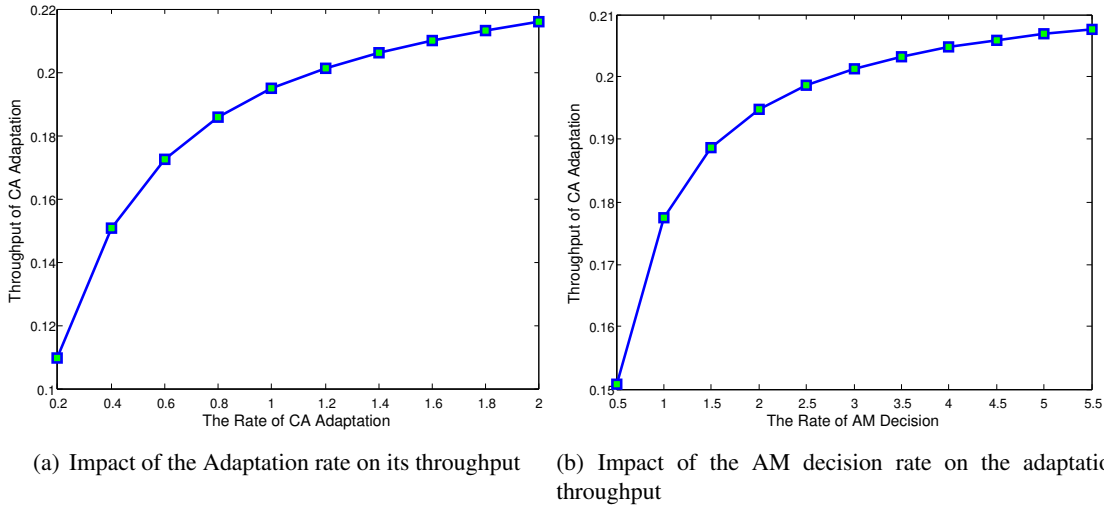 0.22
0.2
0.18
0.16
0.14
0.12
0.1
Throughput of CA Adaptation
0.2 0.4 0.6 0.8 1 1.2 1.4 1.6 1.8 2
The Rate of CA Adaptation
(a) Impact of the Adaptation rate on its throughput
0.21
0.2
0.19
0.18
0.17
0.16
0.15
Throughput of CA Adaptation
0.5 1 1.5 2 2.5 3 3.5 4 4.5 5 5.5
The Rate of AM Decision
(b) Impact of the AM decision rate on the adaptatio
throughput